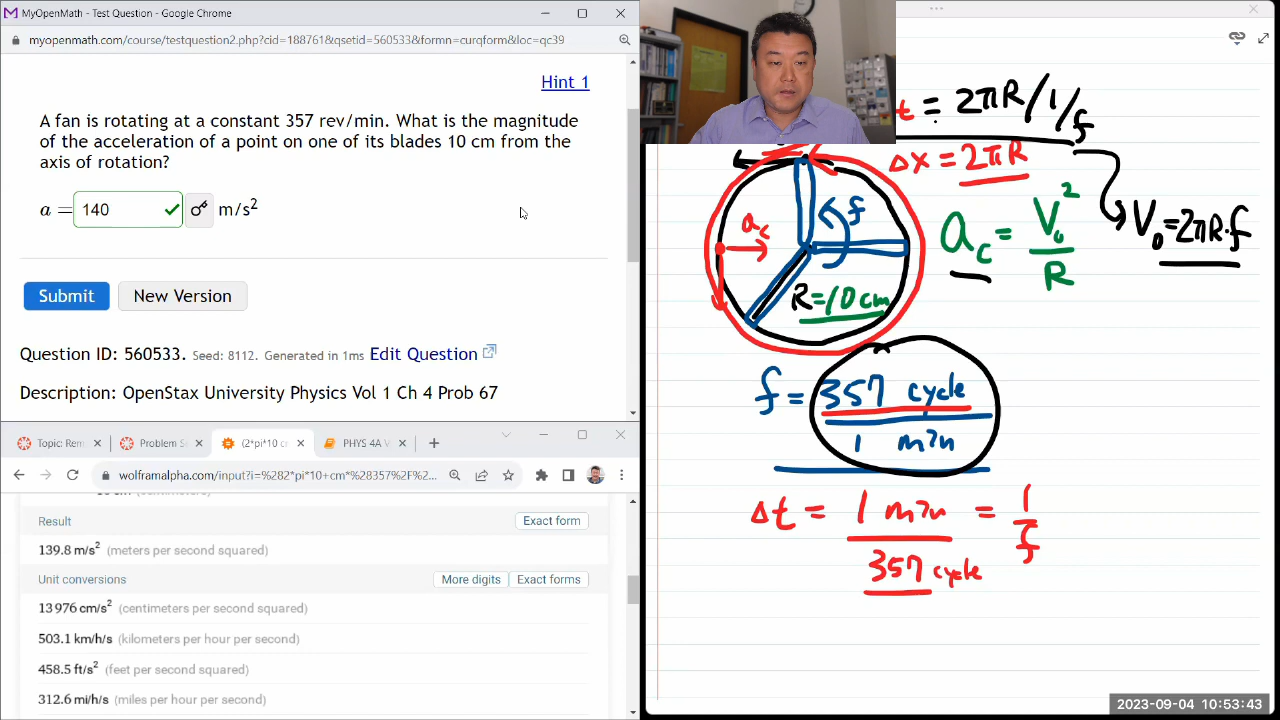 MyOpenMath - Test Question - Google Chrome
myopenmath.com/course/testquestion2.php?cid=188761&qsetid=560533&formn=curqform&loc=qc39
Hint 1
A fan is rotating at a constant 357 rev/min. What is the magnitude
of the acceleration of a point on one of its blades 10 cm from the
axis of rotation?
a = 140 m/s²
Submit New Version
Question ID: 560533. Seed: 8112. Generated in 1ms Edit Question
Description: OpenStax University Physics Vol 1 Ch 4 Prob 67
Topic: Rem Problem S (2*pi*10 c PHYS 4A V
wolframalpha.com/input?i=%2 *pi*10+cm*%28357%2F%2...
Result Exact form
139.8 m/s² (meters per second squared)
Unit conversions More digits Exact forms
13976 cm/s² (centimeters per second squared)
503.1 km/h/s (kilometers per hour per second)
458.5 ft/s² (feet per second squared)
312.6 mi/h/s (miles per hour per second)
t = 2πR/1/f
Δx = 2πR
a_c
f
R=10cm
a_c = V₀²/R
V₀=2πR·f
f = 357 cycle
1 min
Δt = 1 min = 1
357 cycle f
2023-09-04 10:53:43